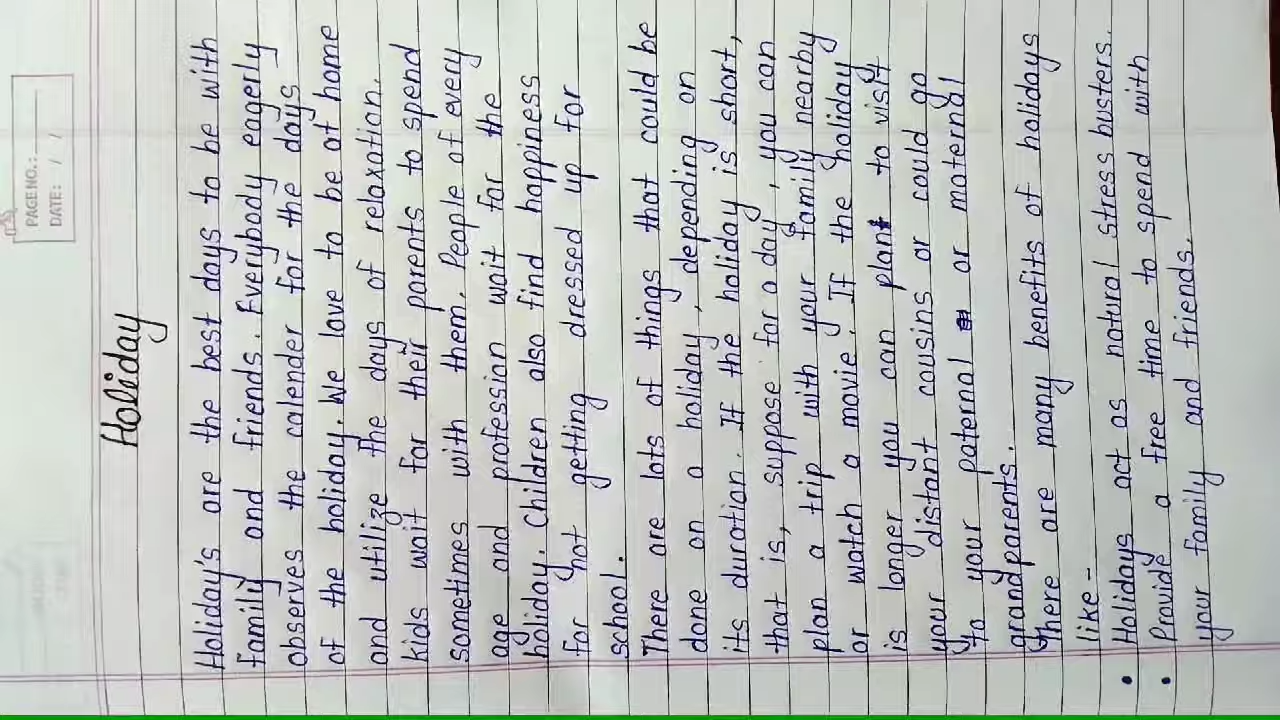 PAGE NO.:
DATE: / /
Holiday
Holiday's are the best days to be with
family and friends. Everybody eagerly
observes the calender for the days
of the holiday. We love to be at home
and utilize the days of relaxation.
kids wait for their parents to spend
sometimes with them. People of every
age and profession wait for the
holiday. Children also find happiness
for not getting dressed up for
school.
There are lots of things that could be
done on a holiday, depending on
its duration. If the holiday is short,
that is, suppose for a day, you can
plan a trip with your family nearby
or watch a movie. If the holiday
is longer you can plan to visit
your distant cousins or could go
to your paternal or maternal
grandparents.
There are many benefits of holidays
like-
• Holidays act as natural stress busters.
• Provide a free time to spend with
your family and friends.